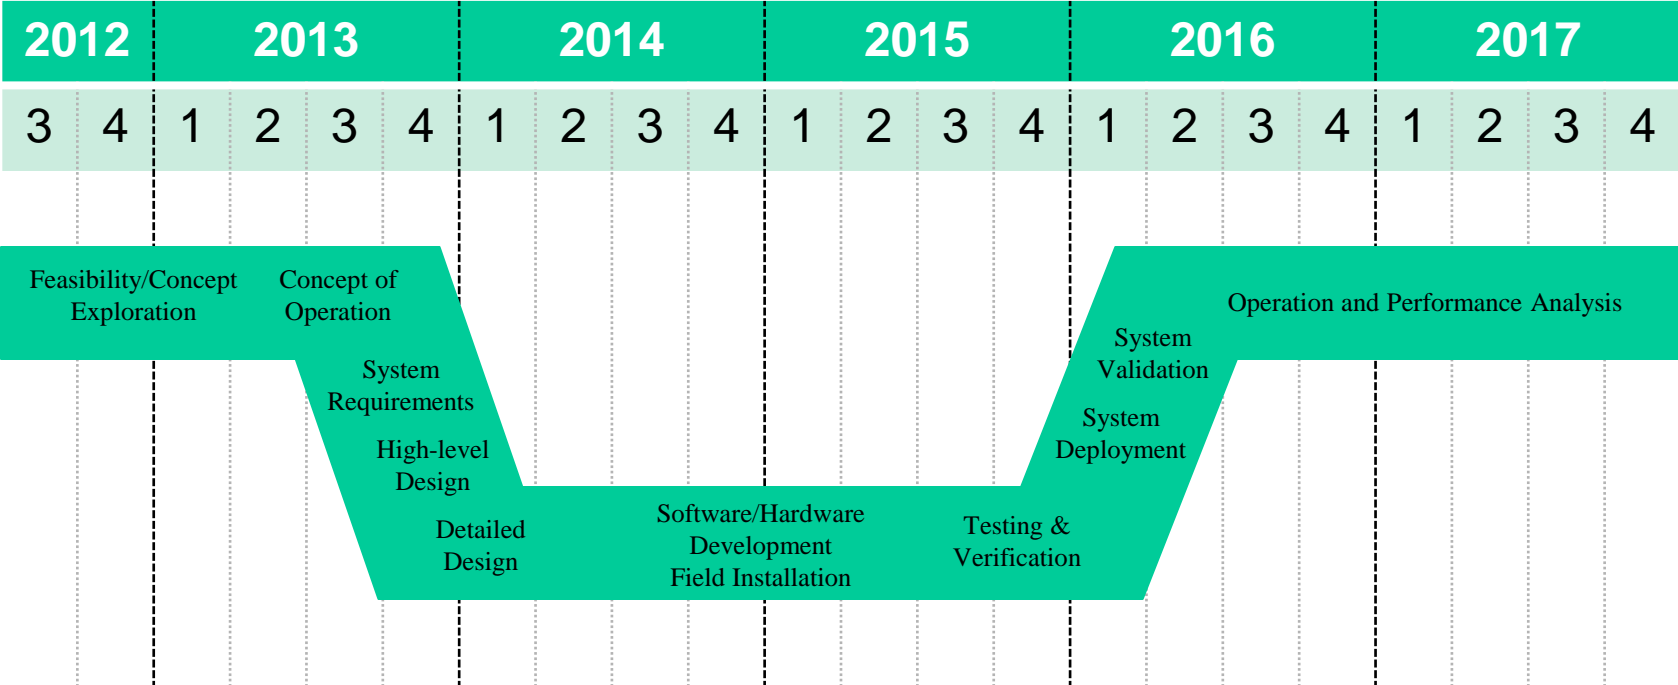 2012 2013 2014 2015 2016 2017
3 4 1 2 3 4 1 2 3 4 1 2 3 4 1 2 3 4 1 2 3 4
Feasibility/Concept
Exploration
Concept of
Operation
System
Requirements
High-level
Design
Detailed
Design
Software/Hardware
Development
Field Installation
Testing &
Verification
System
Deployment
System
Validation
Operation and Performance Analysis